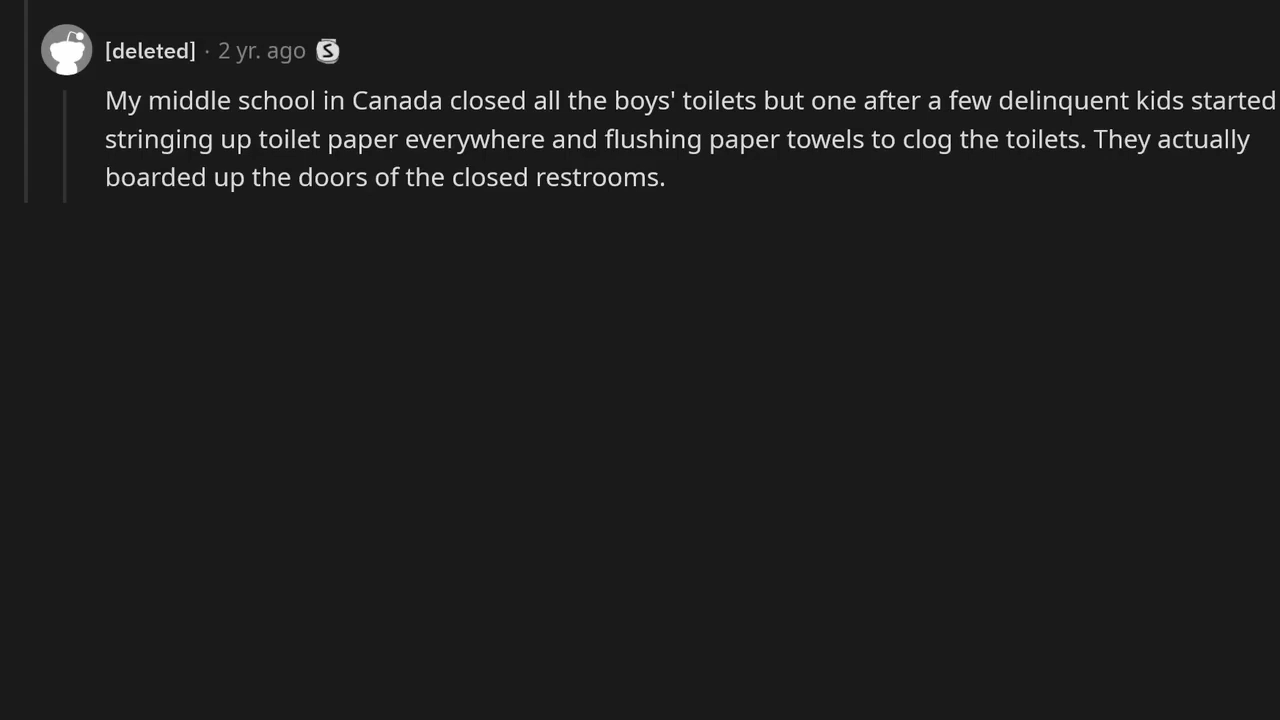 [deleted] · 2 yr. ago S
My middle school in Canada closed all the boys' toilets but one after a few delinquent kids started
stringing up toilet paper everywhere and flushing paper towels to clog the toilets. They actually
boarded up the doors of the closed restrooms.